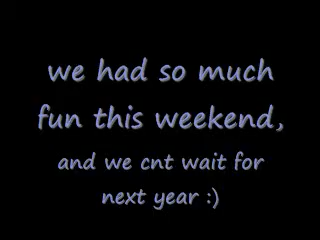 we had so much
fun this weekend,
and we cnt wait for
next year :)